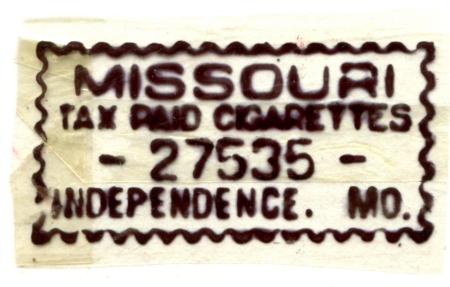 MISSOURI
TAX PAID CIGARETTES
- 27535 -
INDEPENDENCE. MO.